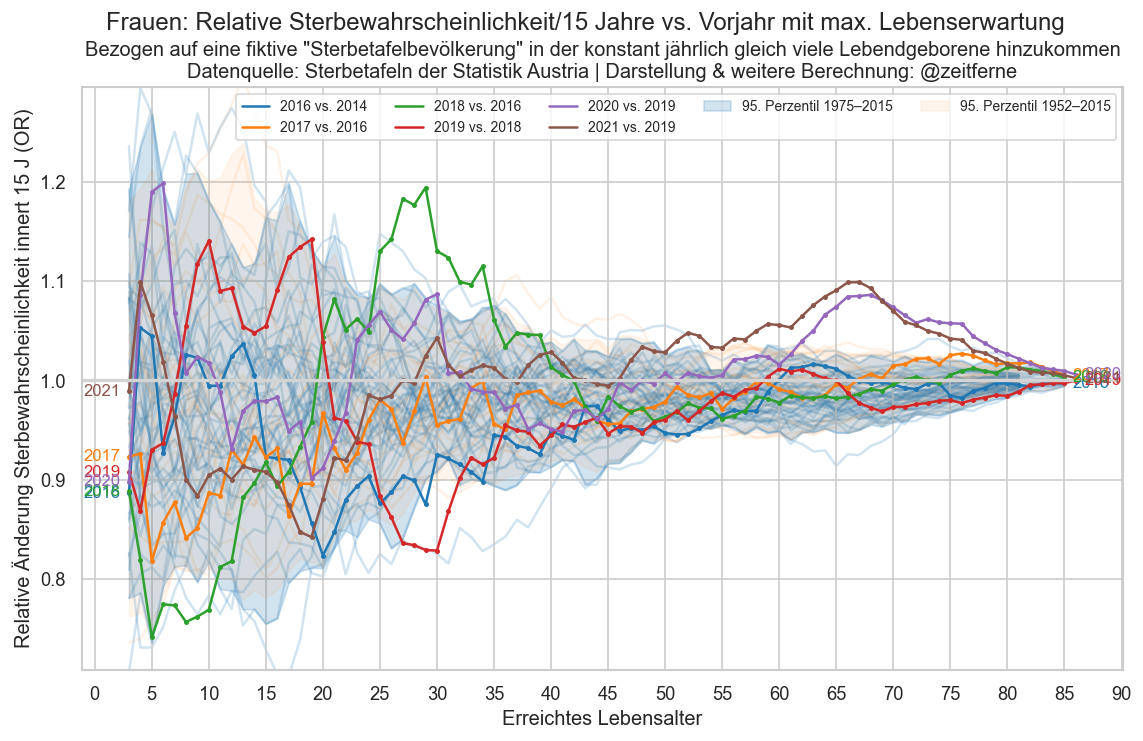 Frauen: Relative Sterbewahrscheinlichkeit/15 Jahre vs. Vorjahr mit max. Lebenserwartung
Bezogen auf eine fiktive "Sterbetafelbevölkerung" in der konstant jährlich gleich viele Lebendgeborene hinzukommen
Datenquelle: Sterbetafeln der Statistik Austria | Darstellung & weitere Berechnung: @zeitferne
2016 vs. 2014
2017 vs. 2016
2018 vs. 2016
2019 vs. 2018
2020 vs. 2019
2021 vs. 2019
95. Perzentil 1975–2015
95. Perzentil 1952–2015
Relative Änderung Sterbewahrscheinlichkeit innert 15 J (OR)
1.2
1.1
1.0
0.9
0.8
2021
2017
2019
2020
0 5 10 15 20 25 30 35 40 45 50 55 60 65 70 75 80 85 90
Erreichtes Lebensalter